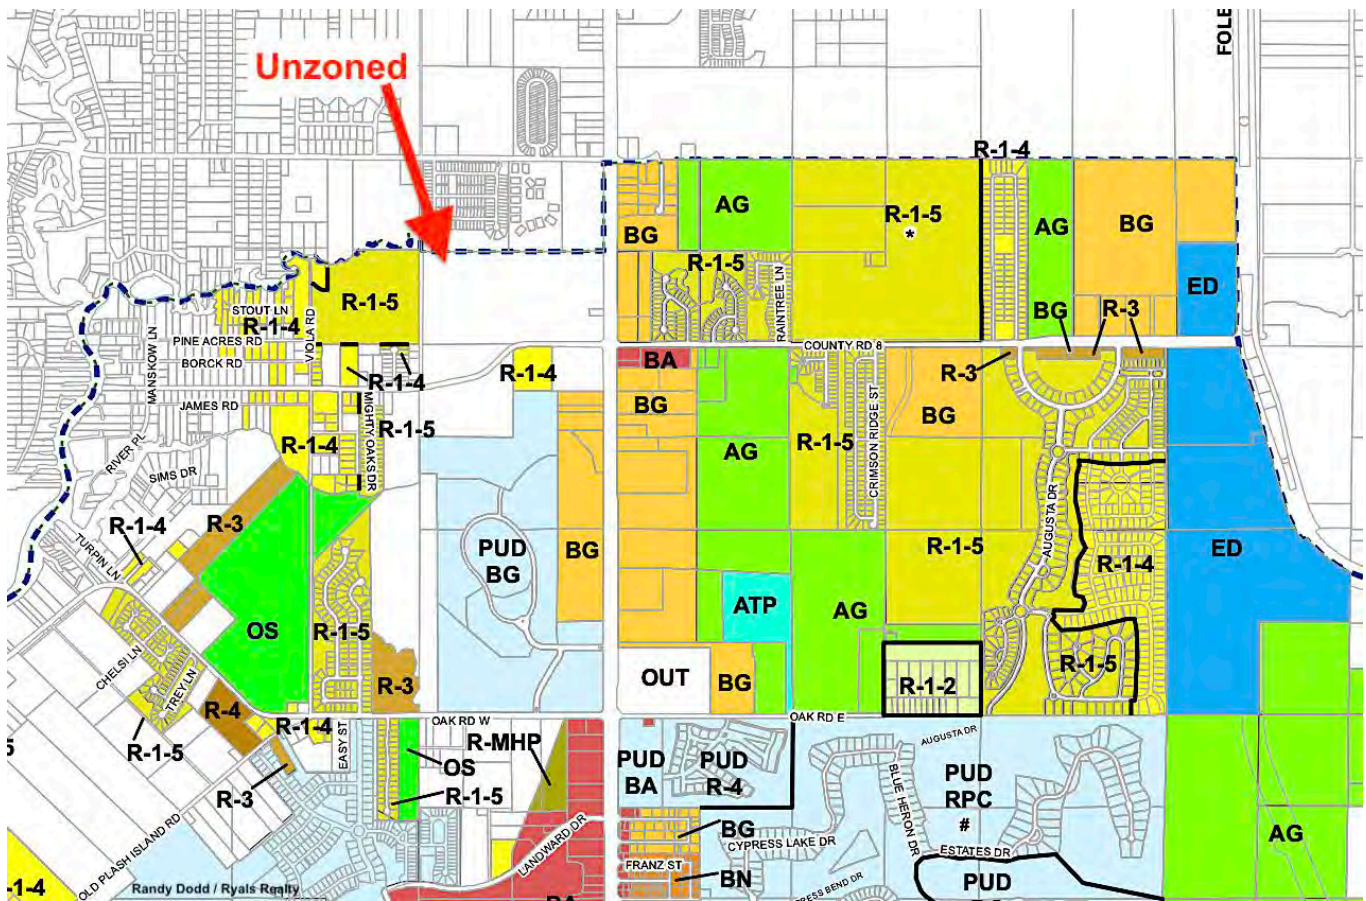 FOLE
Unzoned
R-1-4
AG
R-1-5
*
AG
BG
BG
R-1-5
RAINTREE LN
ED
R-1-5
STOUT LN
R-1-4
VIOLA RD
BG
R-3
PINE ACRES RD
COUNTY RD 8
MANSKOW LN
BORCK RD
BA
R-1-4
R-3
R-1-4
JAMES RD
MIGHTY OAKS DR
R-1-5
BG
BG
CRIMSON RIDGE ST
R-1-4
R-1-5
AG
RIVER PL
SIMS DR
AUGUSTA DR
R-1-4
R-3
TURPIN LN
PUD
BG
BG
R-1-5
ED
R-1-4
ATP
AG
OS
R-1-5
CHELSI LN
TREY LN
R-3
OUT
BG
R-1-2
R-1-5
R-4
R-1-4
OAK RD W
OAK RD E
R-1-5
EASY ST
R-MHP
AUGUSTA DR
OS
PUD
BA
PUD
R-4
BLUE HERON DR
PUD
RPC
#
R-3
R-1-5
OLD PLASH ISLAND RD
LANDWARD DR
BG
CYPRESS LAKE DR
AG
ESTATES DR
FRANZ ST
BN
PUD
5
-1-4
Randy Dodd / Ryals Realty
PRESS BEND DR
BA